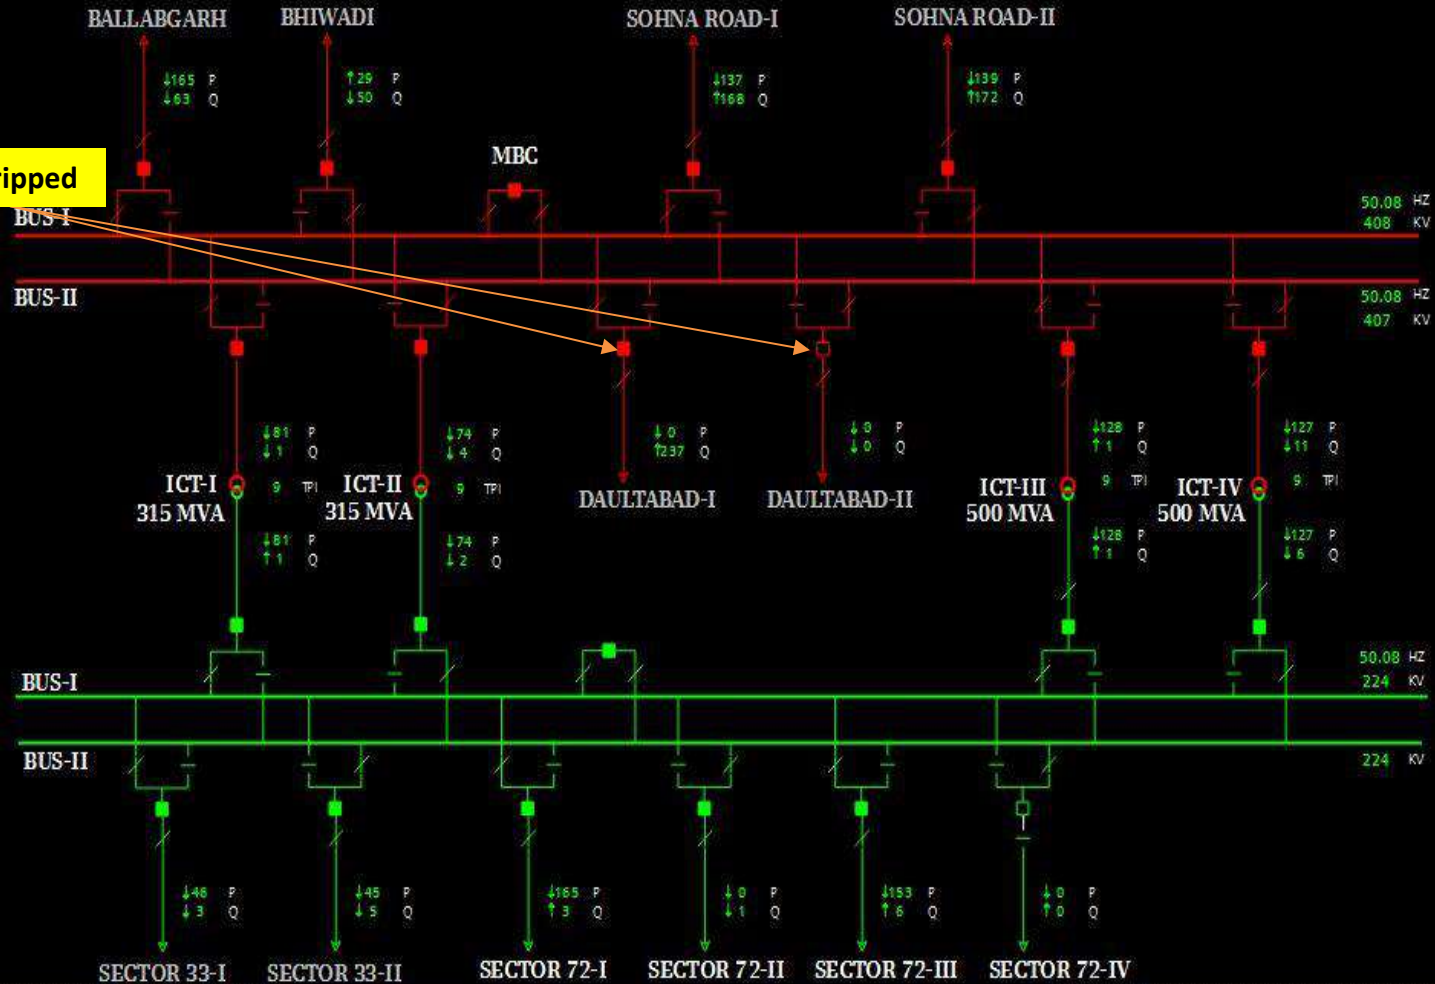 BALLABGARH
BHIWADI
SOHNA ROAD-I
SOHNA ROAD-II
↓165 P
↓63 Q
↑29 P
↓50 Q
↓137 P
↑168 Q
↓139 P
↑172 Q
MBC
ripped
BUS-I
50.08 HZ
408 KV
BUS-II
50.08 HZ
407 KV
↓81 P
↓1 Q
↓74 P
↓4 Q
↓0 P
↑237 Q
↓0 P
↓0 Q
↓128 P
↑1 Q
↓127 P
↓11 Q
ICT-I
315 MVA
9 TPI
ICT-II
315 MVA
9 TPI
DAULTABAD-I
DAULTABAD-II
ICT-III
500 MVA
9 TPI
ICT-IV
500 MVA
9 TPI
↓81 P
↑1 Q
↓74 P
↓2 Q
↓128 P
↑1 Q
↓127 P
↓6 Q
BUS-I
50.08 HZ
224 KV
BUS-II
224 KV
↓46 P
↓3 Q
↓45 P
↓5 Q
↓165 P
↑3 Q
↓0 P
↓1 Q
↓153 P
↑6 Q
↓0 P
↑0 Q
SECTOR 33-I
SECTOR 33-II
SECTOR 72-I
SECTOR 72-II
SECTOR 72-III
SECTOR 72-IV